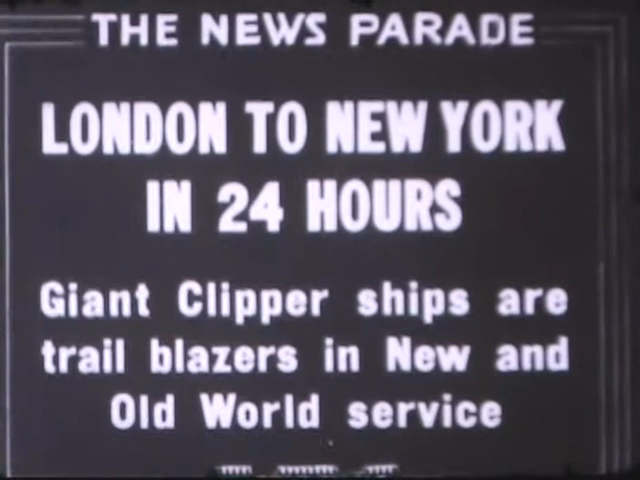 THE NEWS PARADE
LONDON TO NEW YORK
IN 24 HOURS
Giant Clipper ships are
trail blazers in New and
Old World service